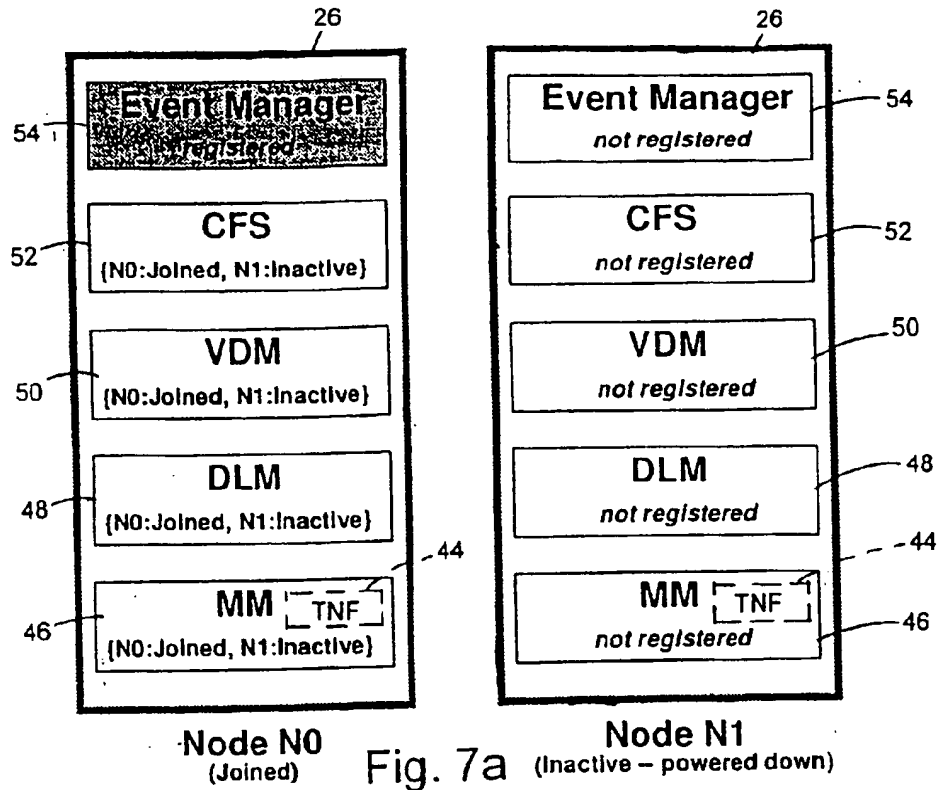 26
26
Event Manager
registered
54
Event Manager
not registered
54
CFS
{N0:Joined, N1:Inactive}
52
CFS
not registered
52
VDM
{N0:Joined, N1:Inactive}
50
VDM
not registered
50
DLM
{N0:Joined, N1:Inactive}
48
DLM
not registered
48
44
44
MM
TNF
{N0:Joined, N1:Inactive}
46
MM
TNF
not registered
46
Node N0
(Joined)
Fig. 7a
Node N1
(Inactive – powered down)